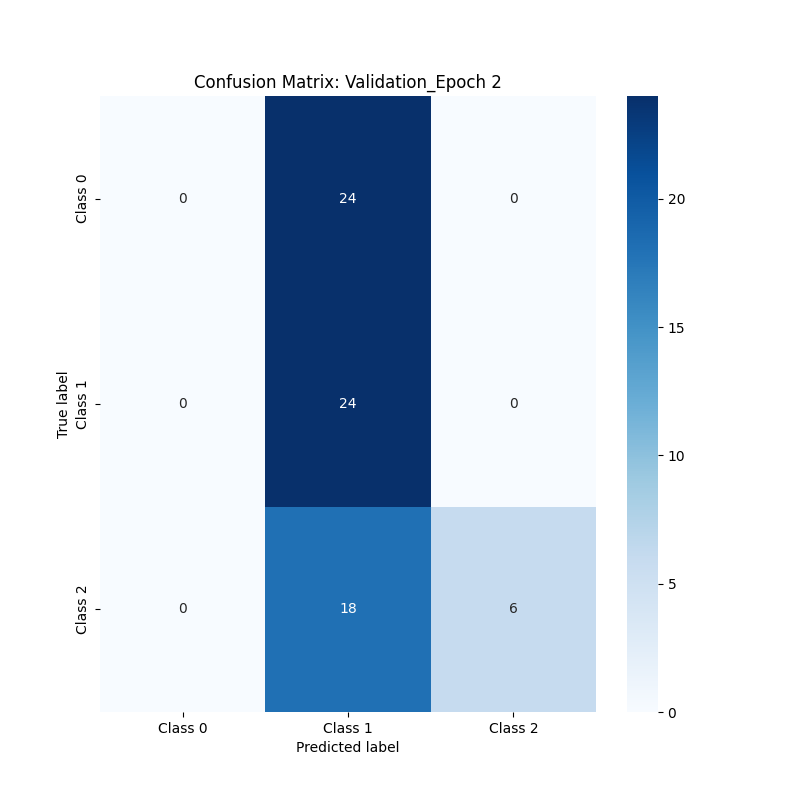 Confusion Matrix: Validation_Epoch 2
True label
Class 0
0 24 0
Class 1
0 24 0
Class 2
0 18 6
Class 0 Class 1 Class 2
Predicted label
20
15
10
5
0